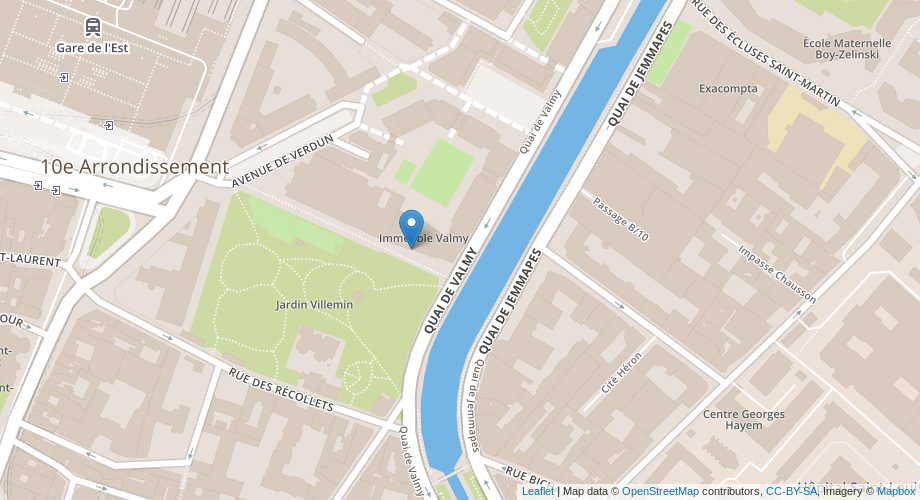 Gare de l'Est
10e Arrondissement
AVENUE DE VERDUN
Quai de Valmy
RUE DES ÉCLUSES SAINT-MARTIN
École Maternelle
Boy-Zelinski
Exacompta
QUAI DE JEMMAPES
Passage B/10
Impasse Chausson
Immeuble Valmy
QUAI DE VALMY
QUAI DE JEMMAPES
T-LAURENT
Jardin Villemin
OUR
nt-
nt-
RUE DES RÉCOLLETS
Cité Héron
Quai de Jemmapes
Centre Georges
Hayem
Quai de Valmy
RUE BICH
Leaflet | Map data © OpenStreetMap contributors, CC-BY-SA, Imagery © Mapbox